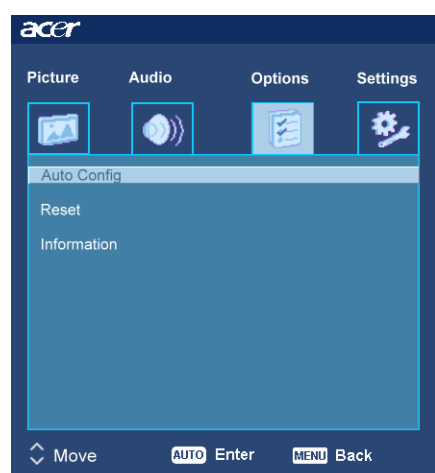 acer
Picture Audio Options Settings
Auto Config
Reset
Information
Move AUTO Enter MENU Back